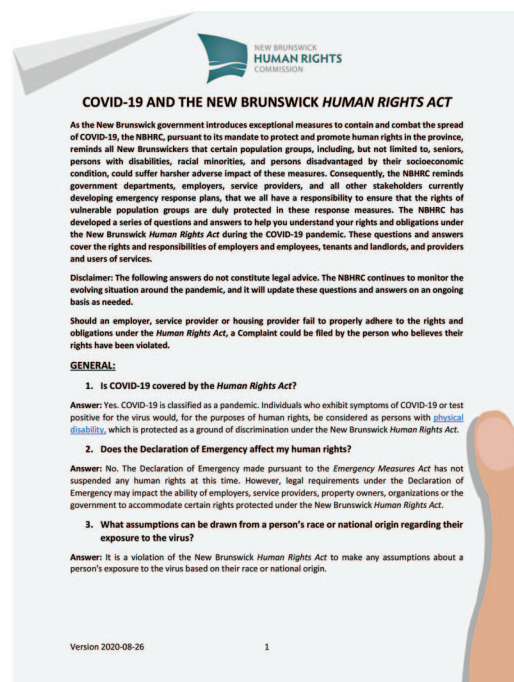 NEW BRUNSWICK
HUMAN RIGHTS
COMMISSION
COVID-19 AND THE NEW BRUNSWICK HUMAN RIGHTS ACT
As the New Brunswick government introduces exceptional measures to contain and combat the spread
of COVID-19, the NBHRC, pursuant to its mandate to protect and promote human rights in the province,
reminds all New Brunswickers that certain population groups, including, but not limited to, seniors,
persons with disabilities, racial minorities, and persons disadvantaged by their socioeconomic
condition, could suffer harsher adverse impact of these measures. Consequently, the NBHRC reminds
government departments, employers, service providers, and all other stakeholders currently
developing emergency response plans, that we all have a responsibility to ensure that the rights of
vulnerable population groups are duly protected in these response measures. The NBHRC has
developed a series of questions and answers to help you understand your rights and obligations under
the New Brunswick Human Rights Act during the COVID-19 pandemic. These questions and answers
cover the rights and responsibilities of employers and employees, tenants and landlords, and providers
and users of services.
Disclaimer: The following answers do not constitute legal advice. The NBHRC continues to monitor the
evolving situation around the pandemic, and it will update these questions and answers on an ongoing
basis as needed.
Should an employer, service provider or housing provider fail to properly adhere to the rights and
obligations under the Human Rights Act, a Complaint could be filed by the person who believes their
rights have been violated.
GENERAL:
1. Is COVID-19 covered by the Human Rights Act?
Answer: Yes. COVID-19 is classified as a pandemic. Individuals who exhibit symptoms of COVID-19 or test
positive for the virus would, for the purposes of human rights, be considered as persons with physical
disability, which is protected as a ground of discrimination under the New Brunswick Human Rights Act.
2. Does the Declaration of Emergency affect my human rights?
Answer: No. The Declaration of Emergency made pursuant to the Emergency Measures Act has not
suspended any human rights at this time. However, legal requirements under the Declaration of
Emergency may impact the ability of employers, service providers, property owners, organizations or the
government to accommodate certain rights protected under the New Brunswick Human Rights Act.
3. What assumptions can be drawn from a person's race or national origin regarding their
exposure to the virus?
Answer: It is a violation of the New Brunswick Human Rights Act to make any assumptions about a
person's exposure to the virus based on their race or national origin.
Version 2020-08-26
1